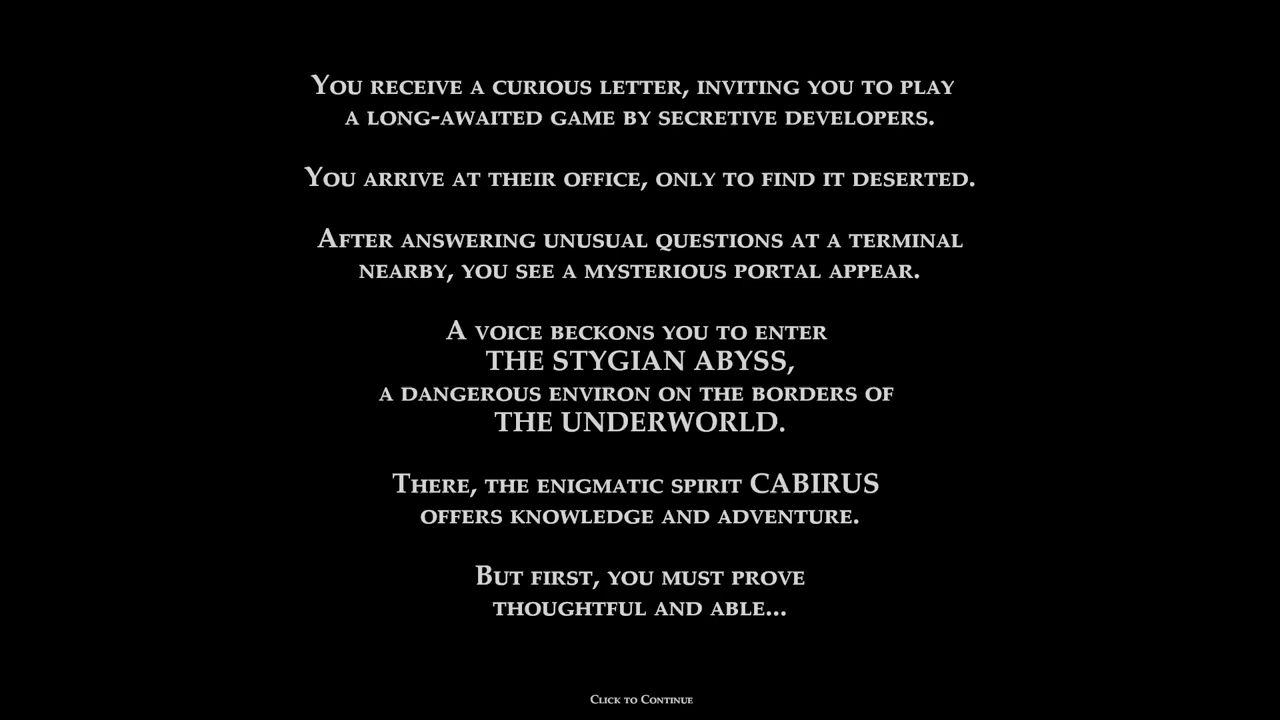 You receive a curious letter, inviting you to play
a long-awaited game by secretive developers.
You arrive at their office, only to find it deserted.
After answering unusual questions at a terminal
nearby, you see a mysterious portal appear.
A voice beckons you to enter
THE STYGIAN ABYSS,
a dangerous environ on the borders of
THE UNDERWORLD.
There, the enigmatic spirit CABIRUS
offers knowledge and adventure.
But first, you must prove
thoughtful and able...
Click to Continue